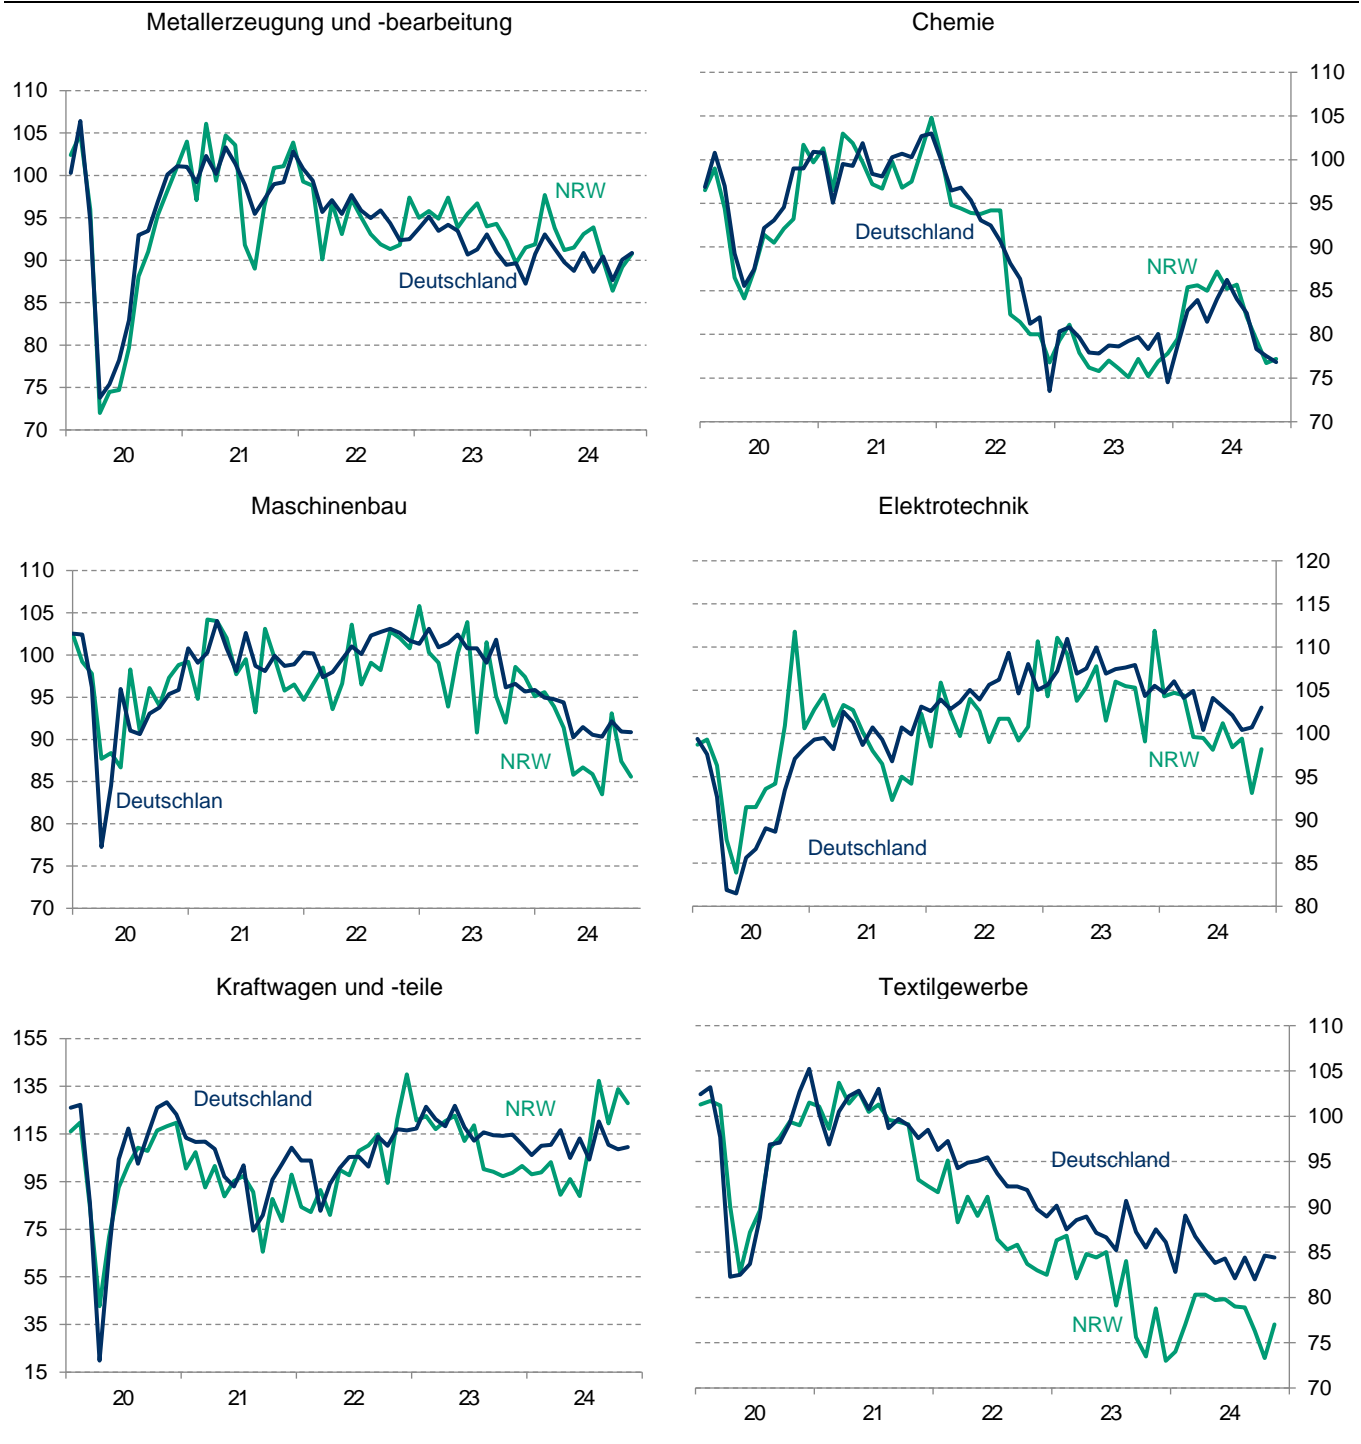 Metallerzeugung und -bearbeitung
110
105
100
95
90
85
80
75
70
NRW
Deutschland
20 21 22 23 24
Chemie
110
105
100
95
90
85
80
75
70
Deutschland
NRW
20 21 22 23 24
Maschinenbau
110
105
100
95
90
85
80
75
70
NRW
Deutschlan
20 21 22 23 24
Elektrotechnik
120
115
110
105
100
95
90
85
80
NRW
Deutschland
20 21 22 23 24
Kraftwagen und -teile
155
135
115
95
75
55
35
15
Deutschland
NRW
20 21 22 23 24
Textilgewerbe
110
105
100
95
90
85
80
75
70
Deutschland
NRW
20 21 22 23 24